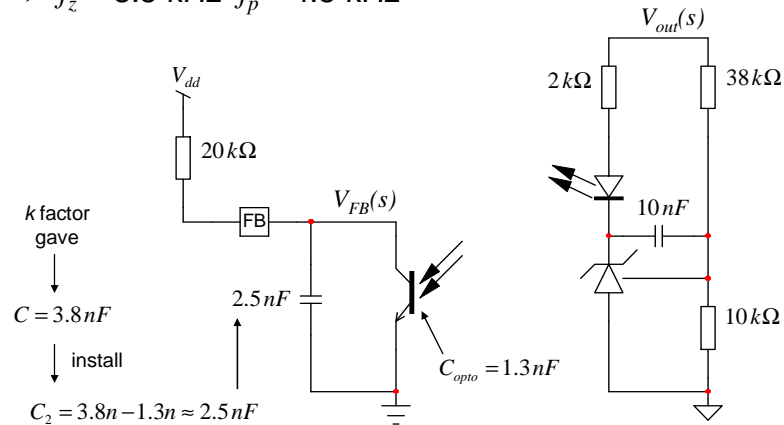 V_out(s)
2kΩ
38kΩ
V_dd
20kΩ
V_FB(s)
FB
10nF
k factor
gave
2.5nF
C = 3.8nF
10kΩ
install
C_opto = 1.3nF
C_2 = 3.8n − 1.3n ≈ 2.5nF